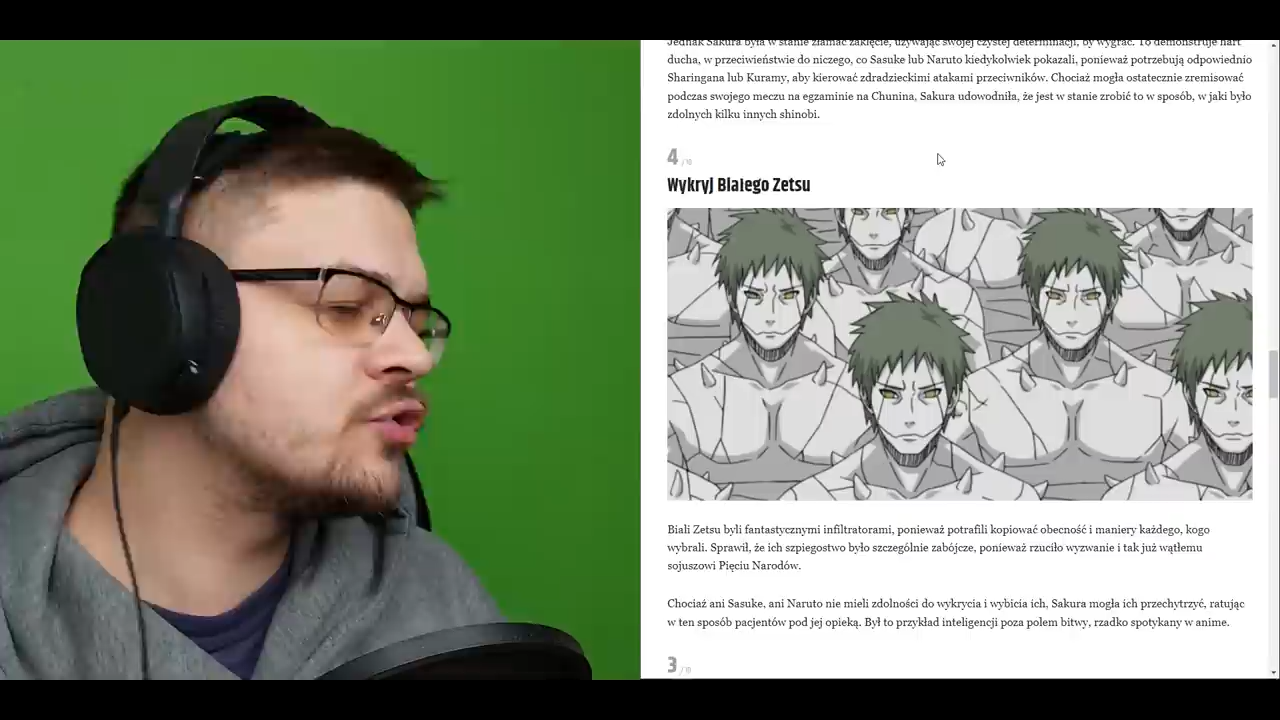 Jednak Sakura była w stanie złamać zaklęcie, używając swojej czystej determinacji, by wygrać. To demonstruje hart
ducha, w przeciwieństwie do niczego, co Sasuke lub Naruto kiedykolwiek pokazali, ponieważ potrzebują odpowiednio
Sharingana lub Kuramy, aby kierować zdradzieckimi atakami przeciwników. Chociaż mogła ostatecznie zremisować
podczas swojego meczu na egzaminie na Chunina, Sakura udowodniła, że jest w stanie zrobić to w sposób, w jaki było
zdolnych kilku innych shinobi.
4 /10
Wykryj Białego Zetsu
Biali Zetsu byli fantastycznymi infiltratorami, ponieważ potrafili kopiować obecność i maniery każdego, kogo
wybrali. Sprawił, że ich szpiegostwo było szczególnie zabójcze, ponieważ rzuciło wyzwanie i tak już wątłemu
sojuszowi Pięciu Narodów.
Chociaż ani Sasuke, ani Naruto nie mieli zdolności do wykrycia i wybicia ich, Sakura mogła ich przechytrzyć, ratując
w ten sposób pacjentów pod jej opieką. Był to przykład inteligencji poza polem bitwy, rzadko spotykany w anime.
3 /10